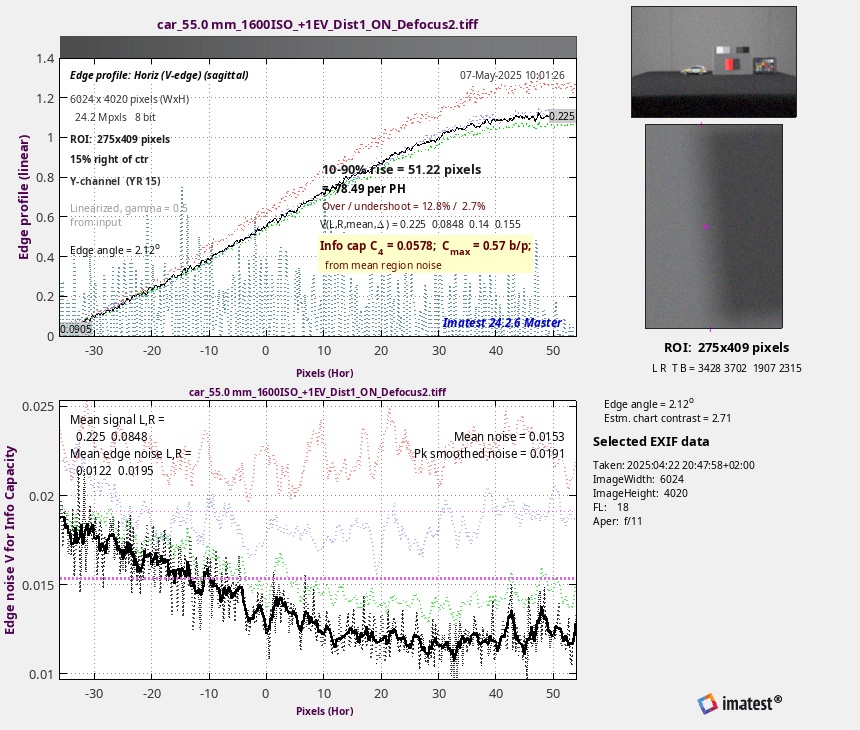 car_55.0 mm_1600ISO_+1EV_Dist1_ON_Defocus2.tiff
1.4
1.2
1
0.8
0.6
0.4
0.2
0
Edge profile (linear)
Edge profile: Horiz (V-edge) (sagittal)
07-May-2025 10:01:26
6024 x 4020 pixels (WxH)
24.2 Mpxls 8 bit
ROI: 275x409 pixels
15% right of ctr
Y-channel (YR 15)
Linearized, gamma = 0.5
from input
Edge angle = 2.12°
0.225
10-90% rise = 51.22 pixels
= 78.49 per PH
Over / undershoot = 12.8% / 2.7%
V(L,R,mean,Δ) = 0.225 0.0848 0.14 0.155
Info cap C4 = 0.0578; Cmax = 0.57 b/p;
from mean region noise
0.0905
Imatest 24.2.6 Master
-30 -20 -10 0 10 20 30 40 50
Pixels (Hor)
ROI: 275x409 pixels
L R T B = 3428 3702 1907 2315
car_55.0 mm_1600ISO_+1EV_Dist1_ON_Defocus2.tiff
0.025
0.02
0.015
0.01
Edge noise V for Info Capacity
Mean signal L,R =
0.225 0.0848
Mean edge noise L,R =
0.0122 0.0195
Mean noise = 0.0153
Pk smoothed noise = 0.0191
-30 -20 -10 0 10 20 30 40 50
Pixels (Hor)
Edge angle = 2.12°
Estm. chart contrast = 2.71
Selected EXIF data
Taken: 2025:04:22 20:47:58+02:00
ImageWidth: 6024
ImageHeight: 4020
FL: 18
Aper: f/11
imatest®